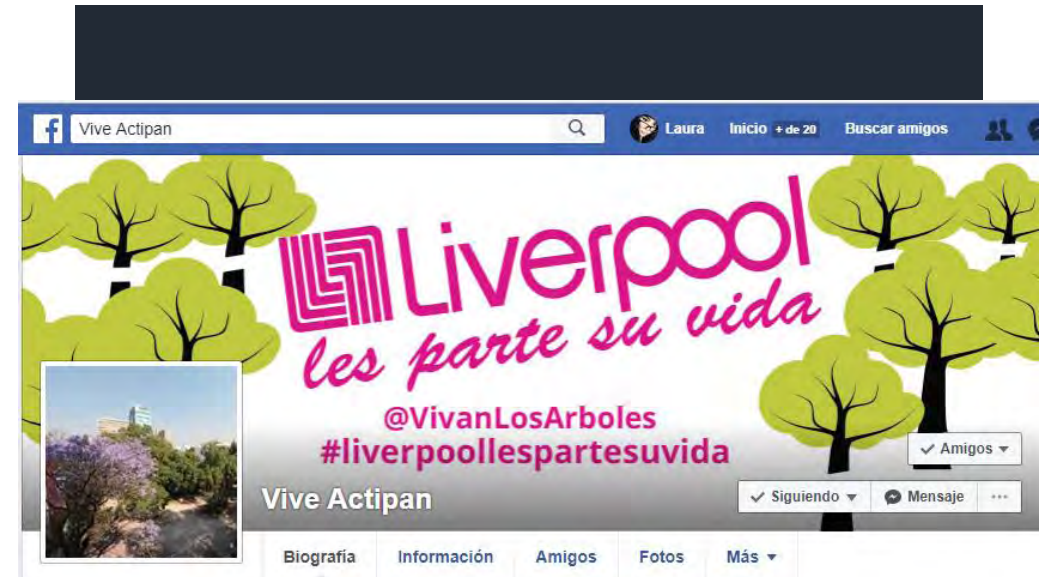 Vive Actipan
Laura
Inicio + de 20
Buscar amigos
Liverpool
les parte su vida
@VivanLosArboles
#liverpoollespartesuvida
Amigos
Vive Actipan
Siguiendo
Mensaje
Biografía
Información
Amigos
Fotos
Más